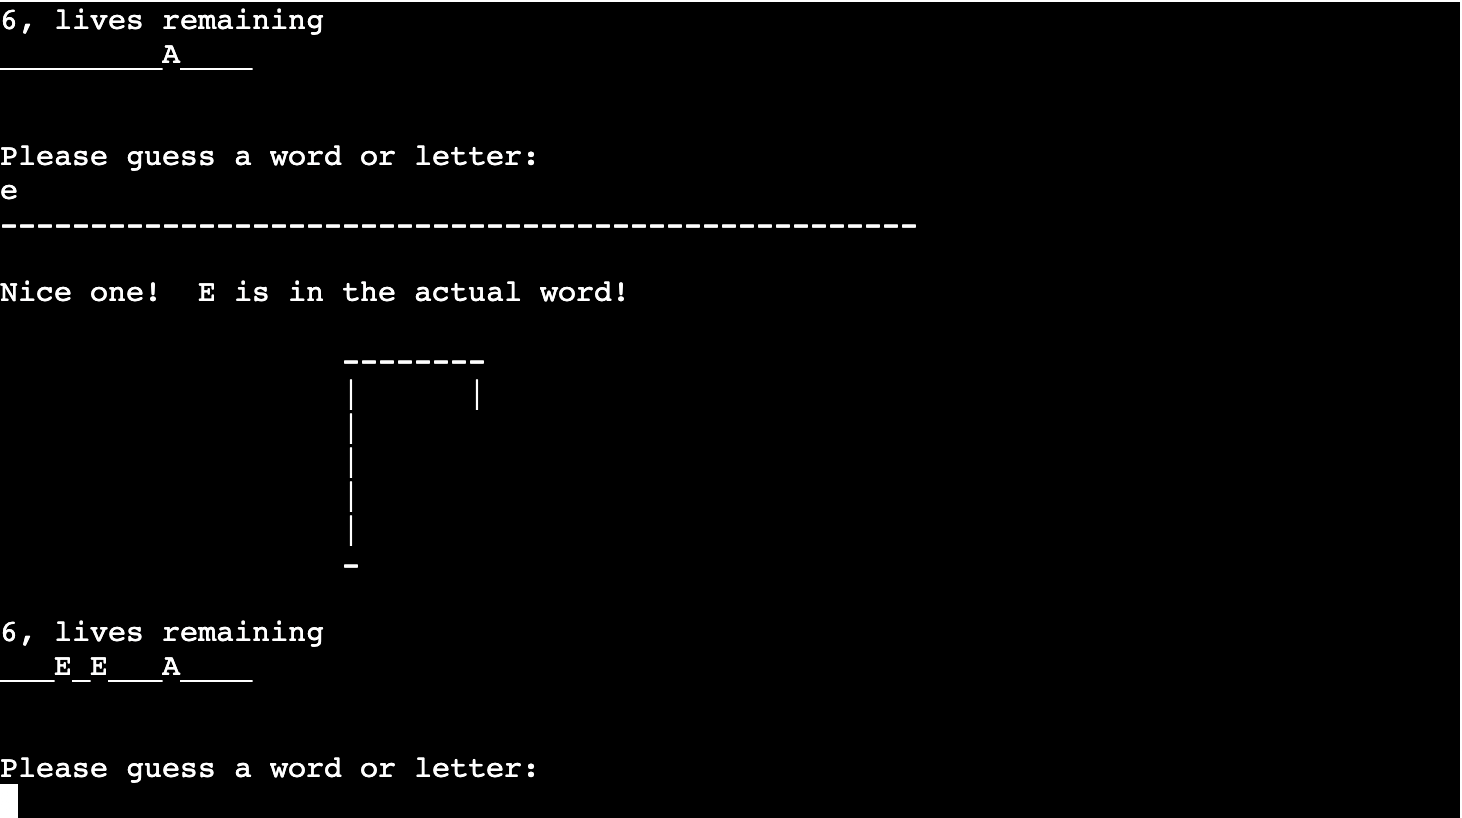 6, lives remaining
_________A____
Please guess a word or letter:
e
---------------------------------------------------
Nice one!  E is in the actual word!
--------
|      |
|
|
|
|
-
6, lives remaining
___E_E___A____
Please guess a word or letter: